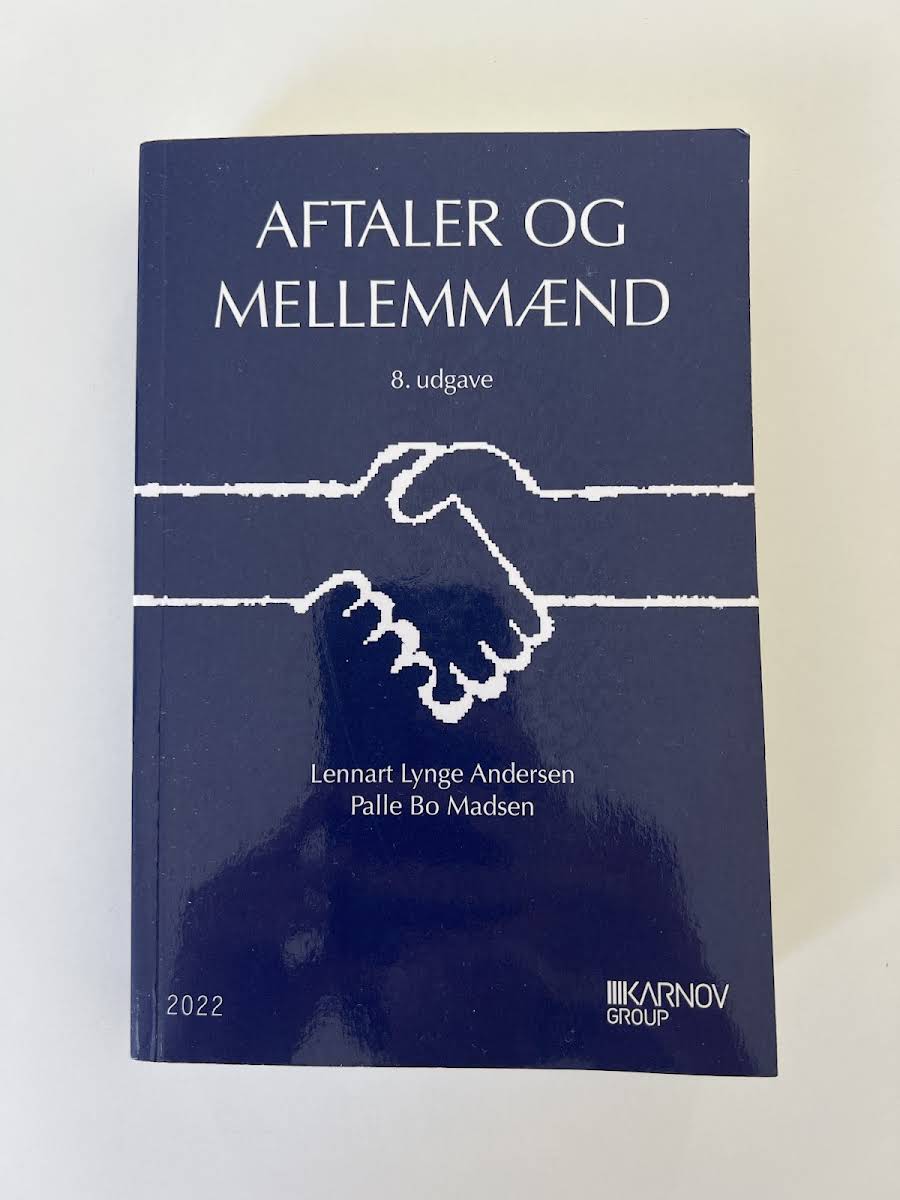 AFTALER OG
MELLEMMÆND
8. udgave
Lennart Lynge Andersen
Palle Bo Madsen
2022
KARNOV
GROUP